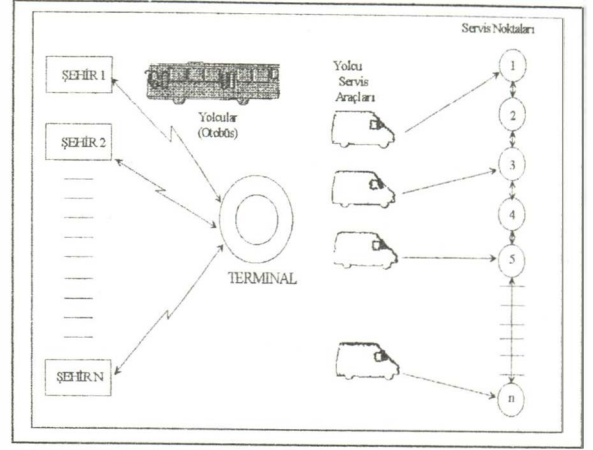 Servis Noktaları
ŞEHİR 1
Yolcular
(Otobüs)
Yolcu
Servis
Araçları
1
ŞEHİR 2
2
3
4
TERMINAL
5
ŞEHİR N
n